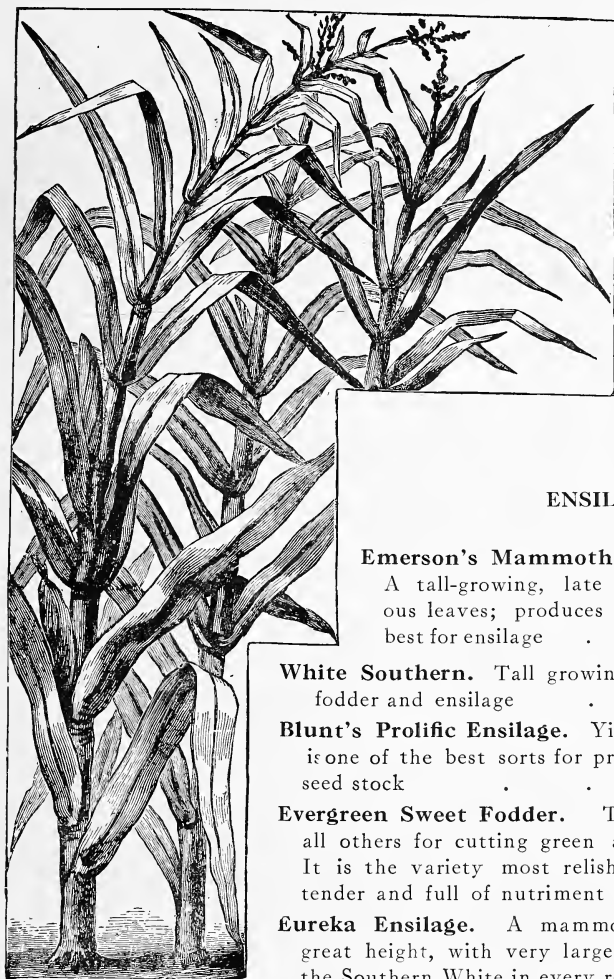 ENSIL
Emerson's Mammoth
A tall-growing, late
ous leaves; produces
best for ensilage .
White Southern. Tall growin
fodder and ensilage .
Blunt's Prolific Ensilage. Yi
is one of the best sorts for pr
seed stock . .
Evergreen Sweet Fodder. T
all others for cutting green a
It is the variety most relish
tender and full of nutriment
Eureka Ensilage. A mammo
great height, with very large
the Southern White in every r